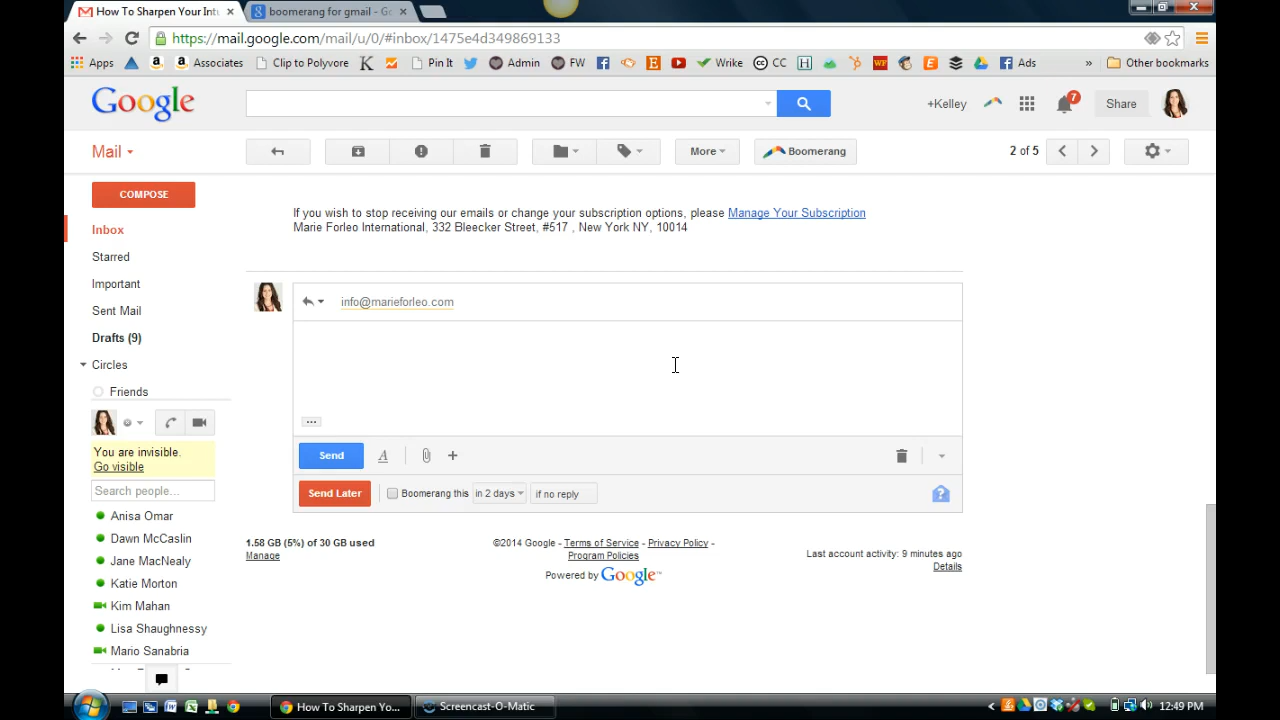 How To Sharpen Your Intu
boomerang for gmail - Go
https://mail.google.com/mail/u/0/#inbox/1475e4d349869133
Apps
Associates
Clip to Polyvore
Pin It
Admin
FW
Wrike
CC
Ads
»
Other bookmarks
Google
+Kelley
7
Share
Mail
More
Boomerang
2 of 5
COMPOSE
Inbox
Starred
Important
Sent Mail
Drafts (9)
Circles
Friends
You are invisible.
Go visible
Search people...
Anisa Omar
Dawn McCaslin
Jane MacNealy
Katie Morton
Kim Mahan
Lisa Shaughnessy
Mario Sanabria
If you wish to stop receiving our emails or change your subscription options, please Manage Your Subscription
Marie Forleo International, 332 Bleecker Street, #517 , New York NY, 10014
info@marieforleo.com
Send
A
Send Later
Boomerang this
in 2 days
if no reply
1.58 GB (5%) of 30 GB used
Manage
©2014 Google - Terms of Service - Privacy Policy -
Program Policies
Powered by Google™
Last account activity: 9 minutes ago
Details
How To Sharpen Yo...
Screencast-O-Matic
12:49 PM